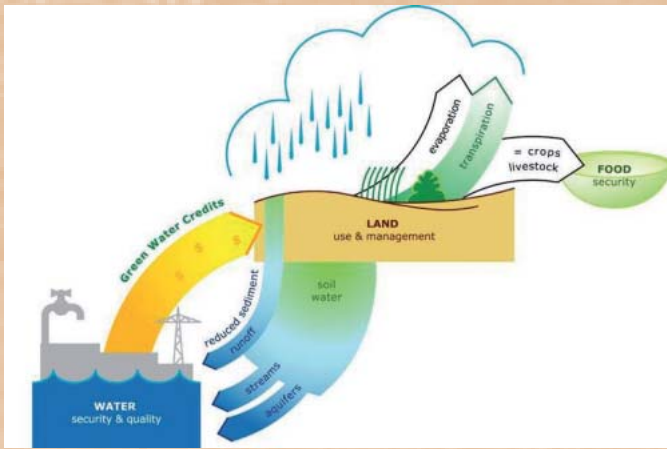 evaporation
transpiration
= crops
livestock
FOOD
security
LAND
use & management
Green Water Credits
$ $ $
soil
water
reduced sediment
runoff
streams
aquifers
WATER
security & quality